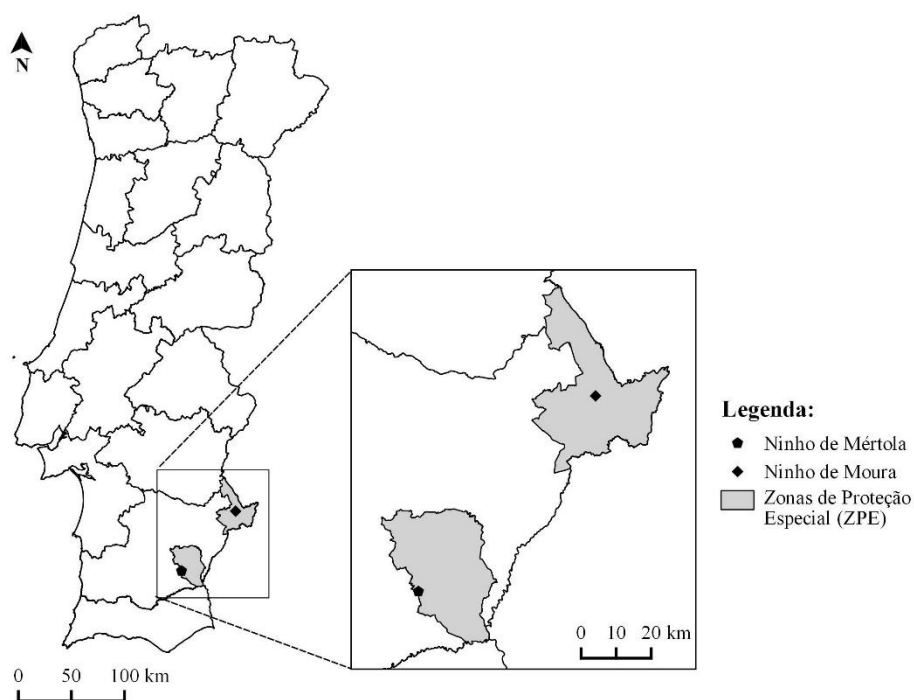 N
Legenda:
Ninho de Mértola
Ninho de Moura
Zonas de Proteção
Especial (ZPE)
0 10 20 km
0 50 100 km